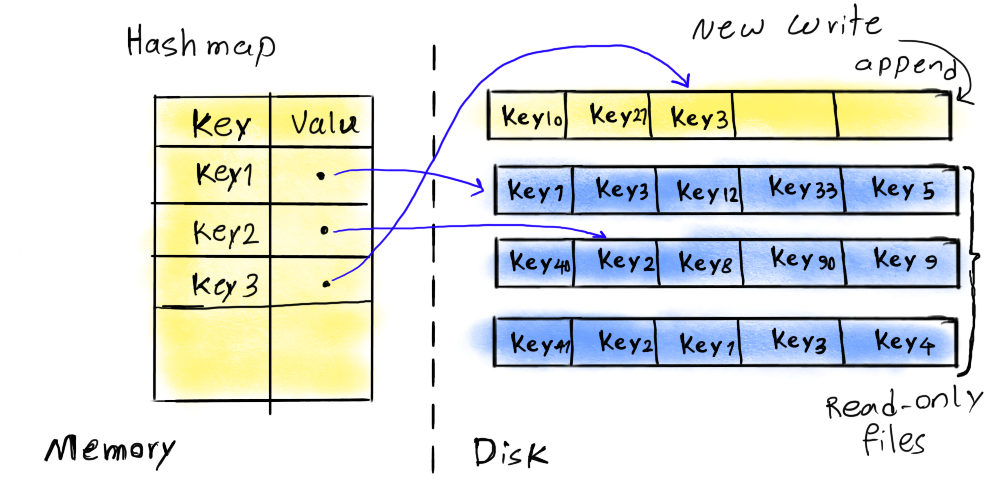 Hashmap
Key Value
Key1
Key2
Key3
Memory
New write
append
Key10 Key27 Key3
Key1 Key3 Key12 Key33 Key5
Key40 Key2 Key8 Key90 Key9
Key41 Key2 Key1 Key3 Key4
Read-only
files
Disk